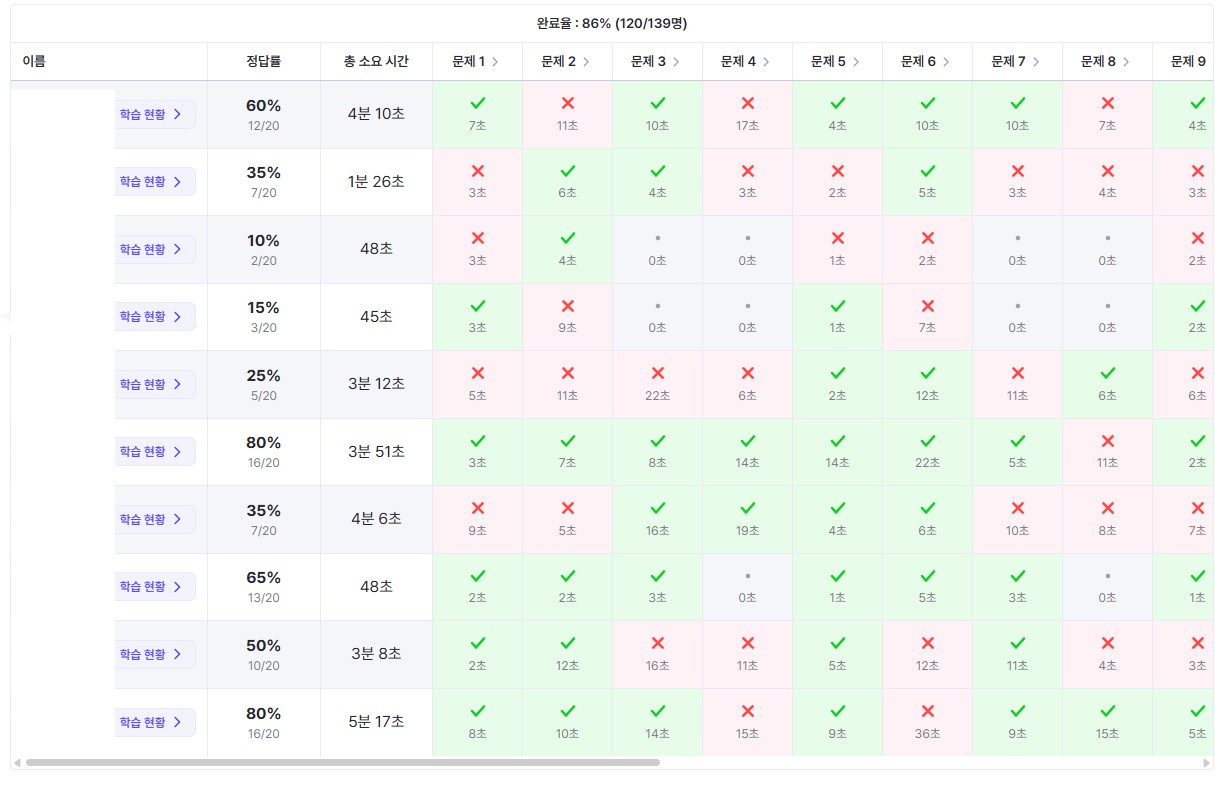 완료율 : 86% (120/139명)
이름 정답률 총 소요 시간 문제 1 문제 2 문제 3 문제 4 문제 5 문제 6 문제 7 문제 8 문제 9
학습 현황 60% 4분 10초
12/20 7초 11초 10초 17초 4초 10초 10초 7초 4초
학습 현황 35% 1분 26초
7/20 3초 6초 4초 3초 2초 5초 3초 4초 3초
학습 현황 10% 48초
2/20 3초 4초 0초 0초 1초 2초 0초 0초 2초
학습 현황 15% 45초
3/20 3초 9초 0초 0초 1초 7초 0초 0초 2초
학습 현황 25% 3분 12초
5/20 5초 11초 22초 6초 2초 12초 11초 6초 6초
학습 현황 80% 3분 51초
16/20 3초 7초 8초 14초 14초 22초 5초 11초 2초
학습 현황 35% 4분 6초
7/20 9초 5초 16초 19초 4초 6초 10초 8초 7초
학습 현황 65% 48초
13/20 2초 2초 3초 0초 1초 5초 3초 0초 1초
학습 현황 50% 3분 8초
10/20 2초 12초 16초 11초 5초 12초 11초 4초 3초
학습 현황 80% 5분 17초
16/20 8초 10초 14초 15초 9초 36초 9초 15초 5초